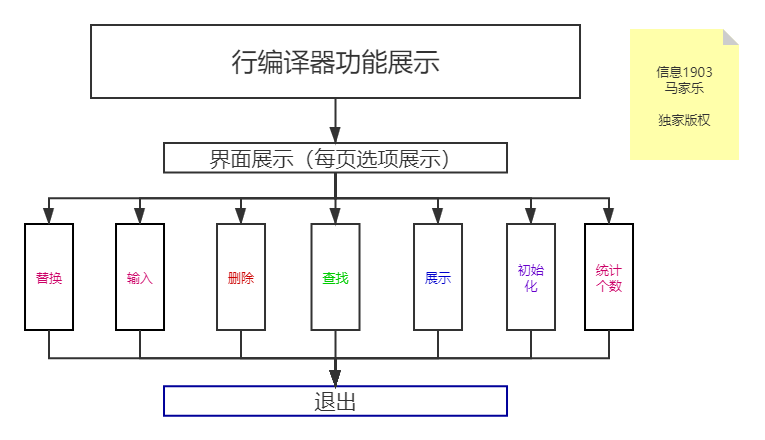 行编译器功能展示
信息1903
马家乐
独家版权
界面展示（每页选项展示）
替换
输入
删除
查找
展示
初始
化
统计
个数
退出